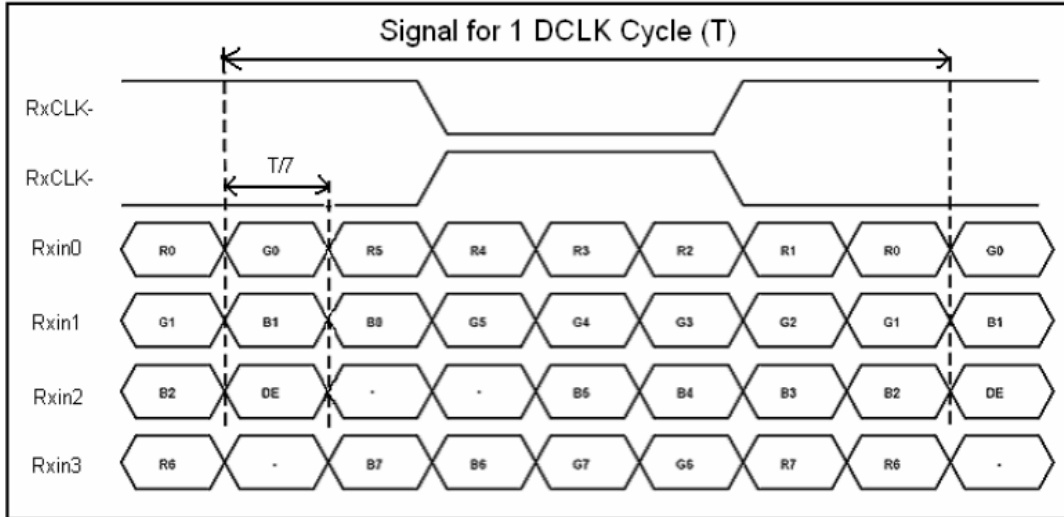 Signal for 1 DCLK Cycle (T)
RxCLK-
RxCLK-
T/7
Rxin0 R0 G0 R5 R4 R3 R2 R1 R0 G0
Rxin1 G1 B1 B0 G5 G4 G3 G2 G1 B1
Rxin2 B2 DE - - B5 B4 B3 B2 DE
Rxin3 R6 - B7 B6 G7 G6 R7 R6 -